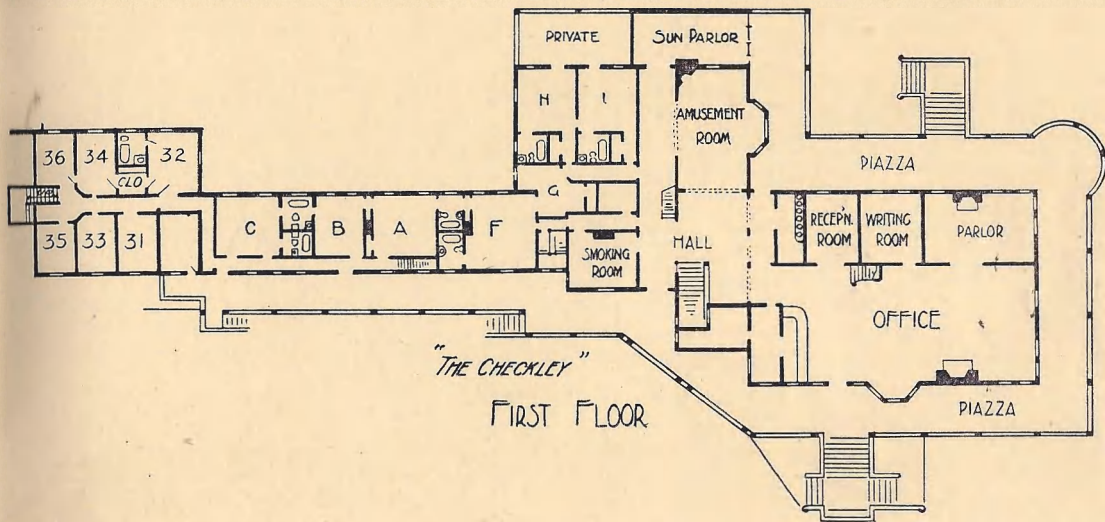 PRIVATE
SUN PARLOR
H
I
AMUSEMENT
ROOM
36
34
32
CLO
PIAZZA
G
C
B
A
F
RECEP'N.
ROOM
WRITING
ROOM
PARLOR
35
33
31
SMOKING
ROOM
HALL
OFFICE
"THE CHECKLEY"
FIRST FLOOR
PIAZZA